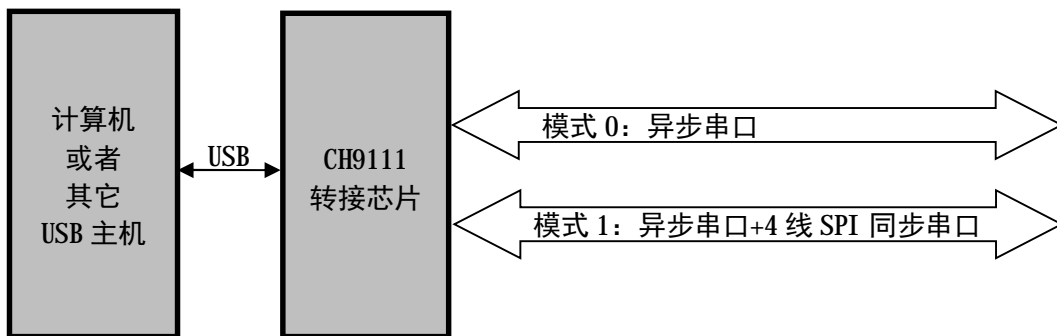 计算机
或者
其它
USB 主机
USB
CH9111
转接芯片
模式 0：异步串口
模式 1：异步串口+4 线 SPI 同步串口